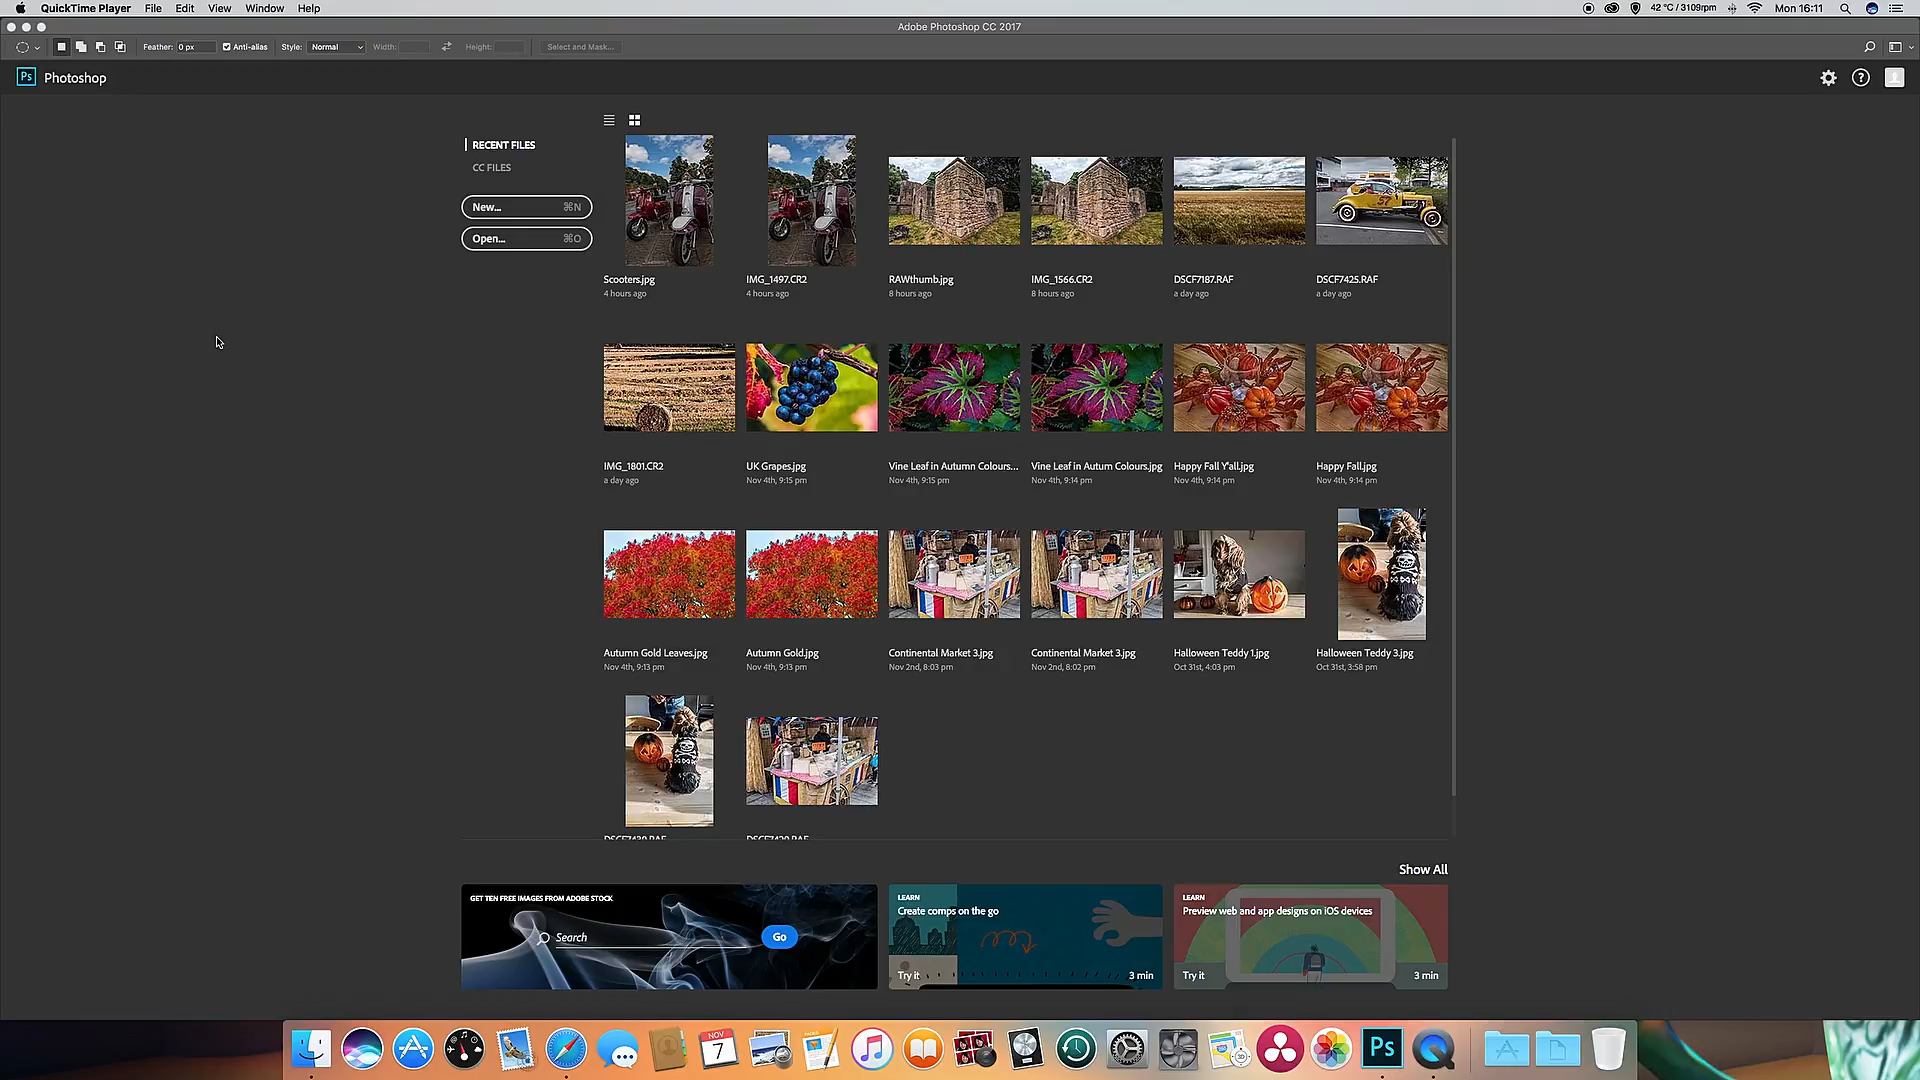 QuickTime Player File Edit View Window Help 42 °C / 3109rpm Mon 16:11
Adobe Photoshop CC 2017
Feather: 0 px Anti-alias Style: Normal Width: Height: Select and Mask...
Ps Photoshop
RECENT FILES
CC FILES
New... ⌘N
Open... ⌘O
Scooters.jpg IMG_1497.CR2 RAWthumb.jpg IMG_1566.CR2 DSCF7187.RAF DSCF7425.RAF
4 hours ago 4 hours ago 8 hours ago 8 hours ago a day ago a day ago
IMG_1801.CR2 UK Grapes.jpg Vine Leaf in Autumn Colours... Vine Leaf in Autum Colours.jpg Happy Fall Y'all.jpg Happy Fall.jpg
a day ago Nov 4th, 9:15 pm Nov 4th, 9:15 pm Nov 4th, 9:14 pm Nov 4th, 9:14 pm Nov 4th, 9:14 pm
Autumn Gold Leaves.jpg Autumn Gold.jpg Continental Market 3.jpg Continental Market 3.jpg Halloween Teddy 1.jpg Halloween Teddy 3.jpg
Nov 4th, 9:13 pm Nov 4th, 9:13 pm Nov 2nd, 8:03 pm Nov 2nd, 8:02 pm Oct 31st, 4:03 pm Oct 31st, 3:58 pm
Show All
GET TEN FREE IMAGES FROM ADOBE STOCK
Search Go
LEARN
Create comps on the go
Try it 3 min
LEARN
Preview web and app designs on iOS devices
Try it 3 min
NOV
7
Ps